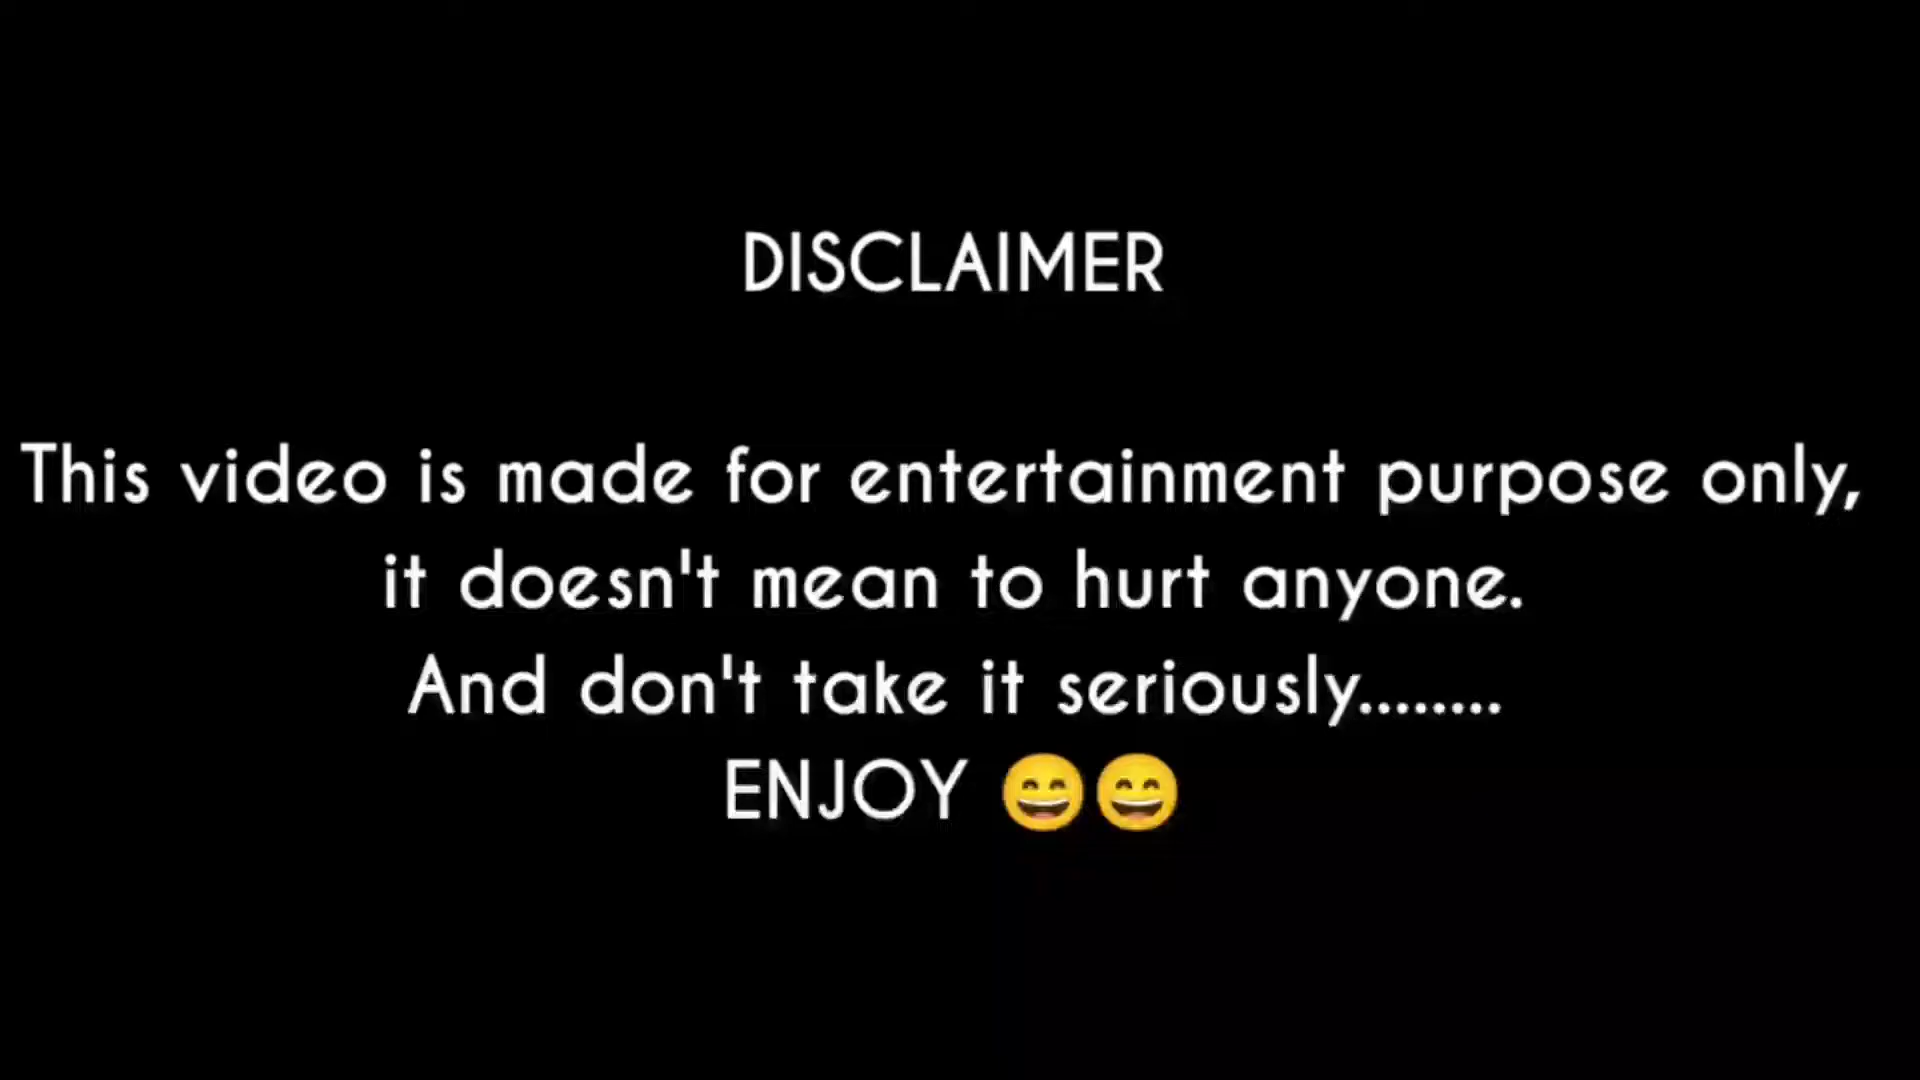 DISCLAIMER
This video is made for entertainment purpose only,
it doesn't mean to hurt anyone.
And don't take it seriously........
ENJOY 😄😄